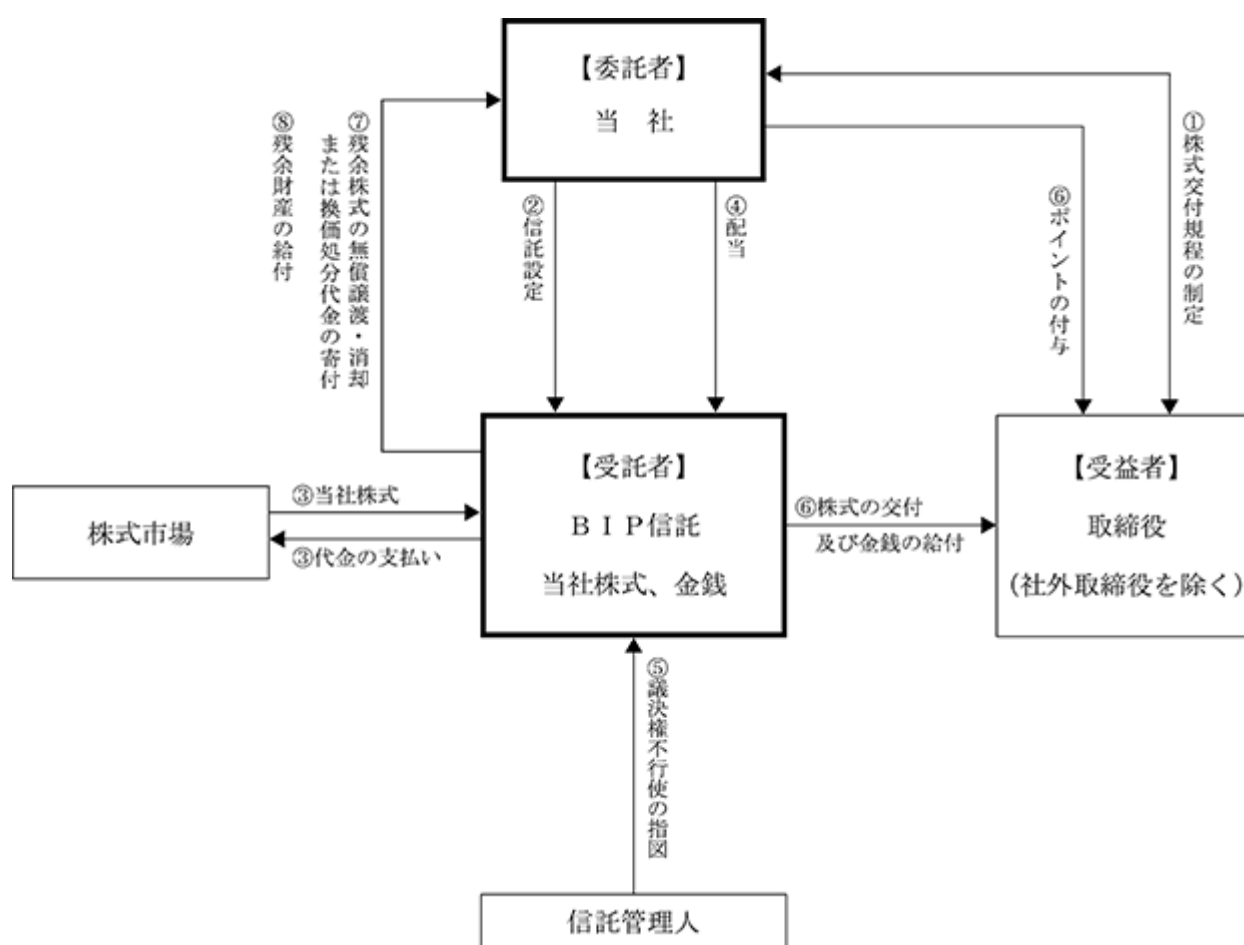 【委託者】
当　社
⑧残余財産の給付
⑦残余株式の無償譲渡・消却
または換価処分代金の寄付
②信託設定
④配当
⑥ポイントの付与
①株式交付規程の制定
株式市場
③当社株式
③代金の支払い
【受託者】
ＢＩＰ信託
当社株式、金銭
⑥株式の交付
及び金銭の給付
【受益者】
取締役
(社外取締役を除く)
⑤議決権不行使の指図
信託管理人